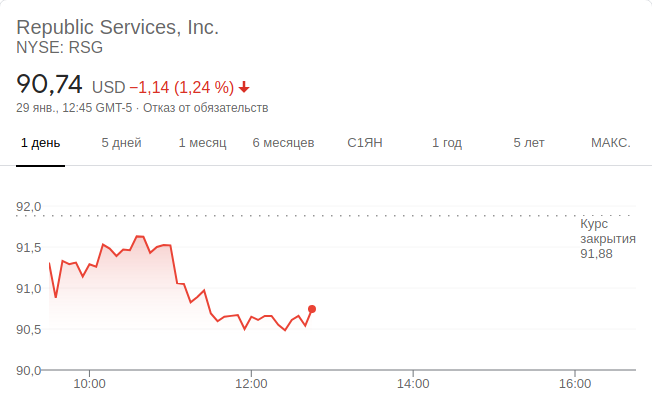 Republic Services, Inc.
NYSE: RSG
90,74 USD −1,14 (1,24 %)
29 янв., 12:45 GMT-5 · Отказ от обязательств
1 день 5 дней 1 месяц 6 месяцев С1ЯН 1 год 5 лет МАКС.
92,0
Курс
закрытия
91,88
91,5
91,0
90,5
90,0
10:00 12:00 14:00 16:00